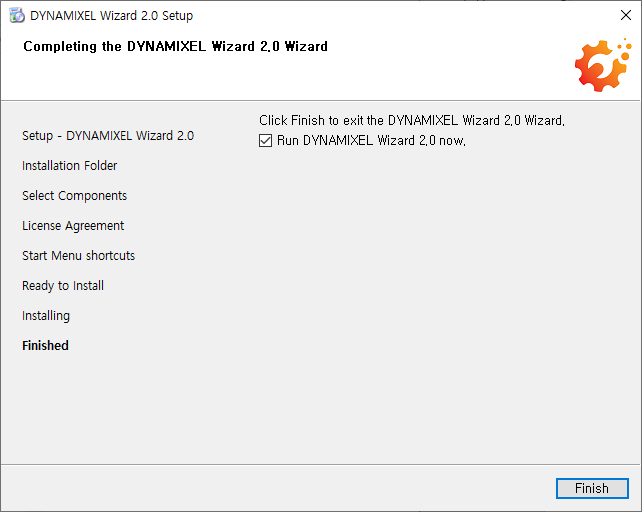 DYNAMIXEL Wizard 2.0 Setup
Completing the DYNAMIXEL Wizard 2.0 Wizard
Setup - DYNAMIXEL Wizard 2.0
Installation Folder
Select Components
License Agreement
Start Menu shortcuts
Ready to Install
Installing
Finished
Click Finish to exit the DYNAMIXEL Wizard 2.0 Wizard.
Run DYNAMIXEL Wizard 2.0 now.
Finish